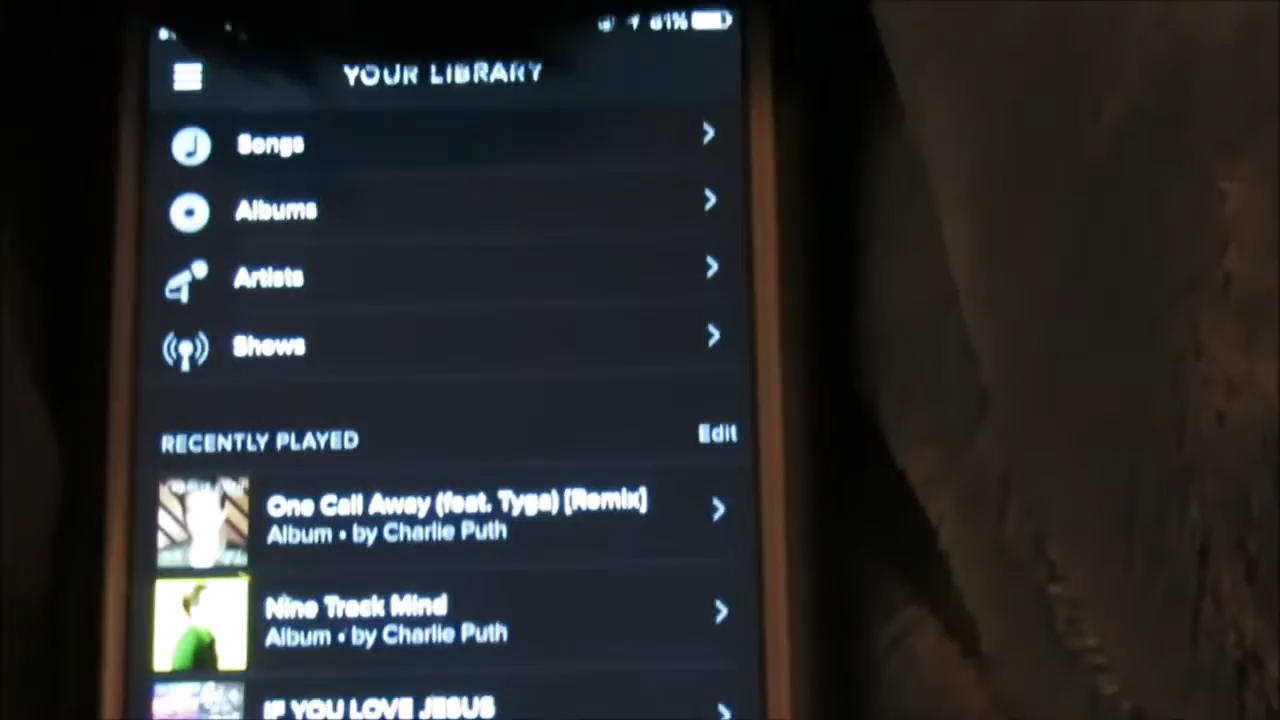 81%
YOUR LIBRARY
Songs
Albums
Artists
Shows
RECENTLY PLAYED
Edit
One Call Away (feat. Tyga) [Remix]
Album • by Charlie Puth
Nine Track Mind
Album • by Charlie Puth
IF YOU LOVE JESUS